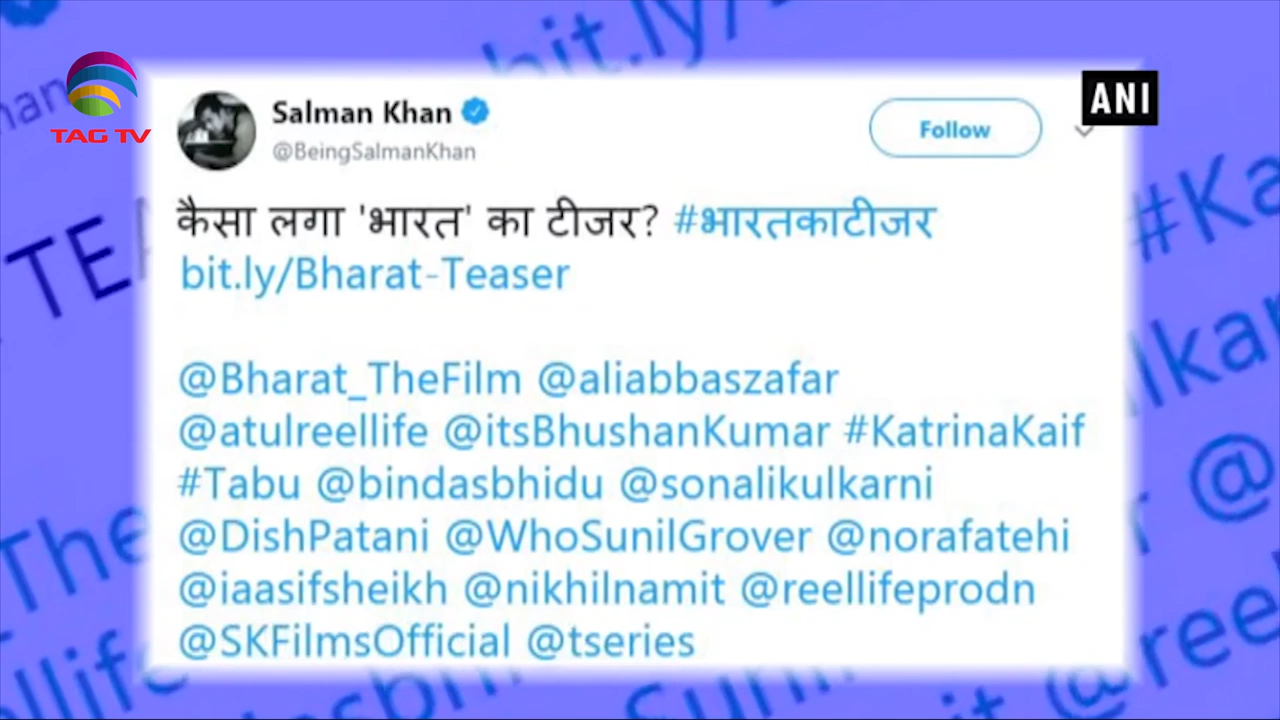 TAG TV
ANI
Salman Khan
@BeingSalmanKhan
Follow
कैसा लगा 'भारत' का टीजर? #भारतकाटीजर
bit.ly/Bharat-Teaser
@Bharat_TheFilm @aliabbaszafar
@atulreellife @itsBhushanKumar #KatrinaKaif
#Tabu @bindasbhidu @sonalikulkarni
@DishPatani @WhoSunilGrover @norafatehi
@iaasifsheikh @nikhilnamit @reellifeprodn
@SKFilmsOfficial @tseries